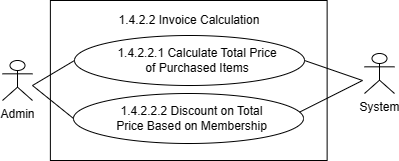 1.4.2.2 Invoice Calculation
1.4.2.2.1 Calculate Total Price
of Purchased Items
Admin
System
1.4.2.2.2 Discount on Total
Price Based on Membership